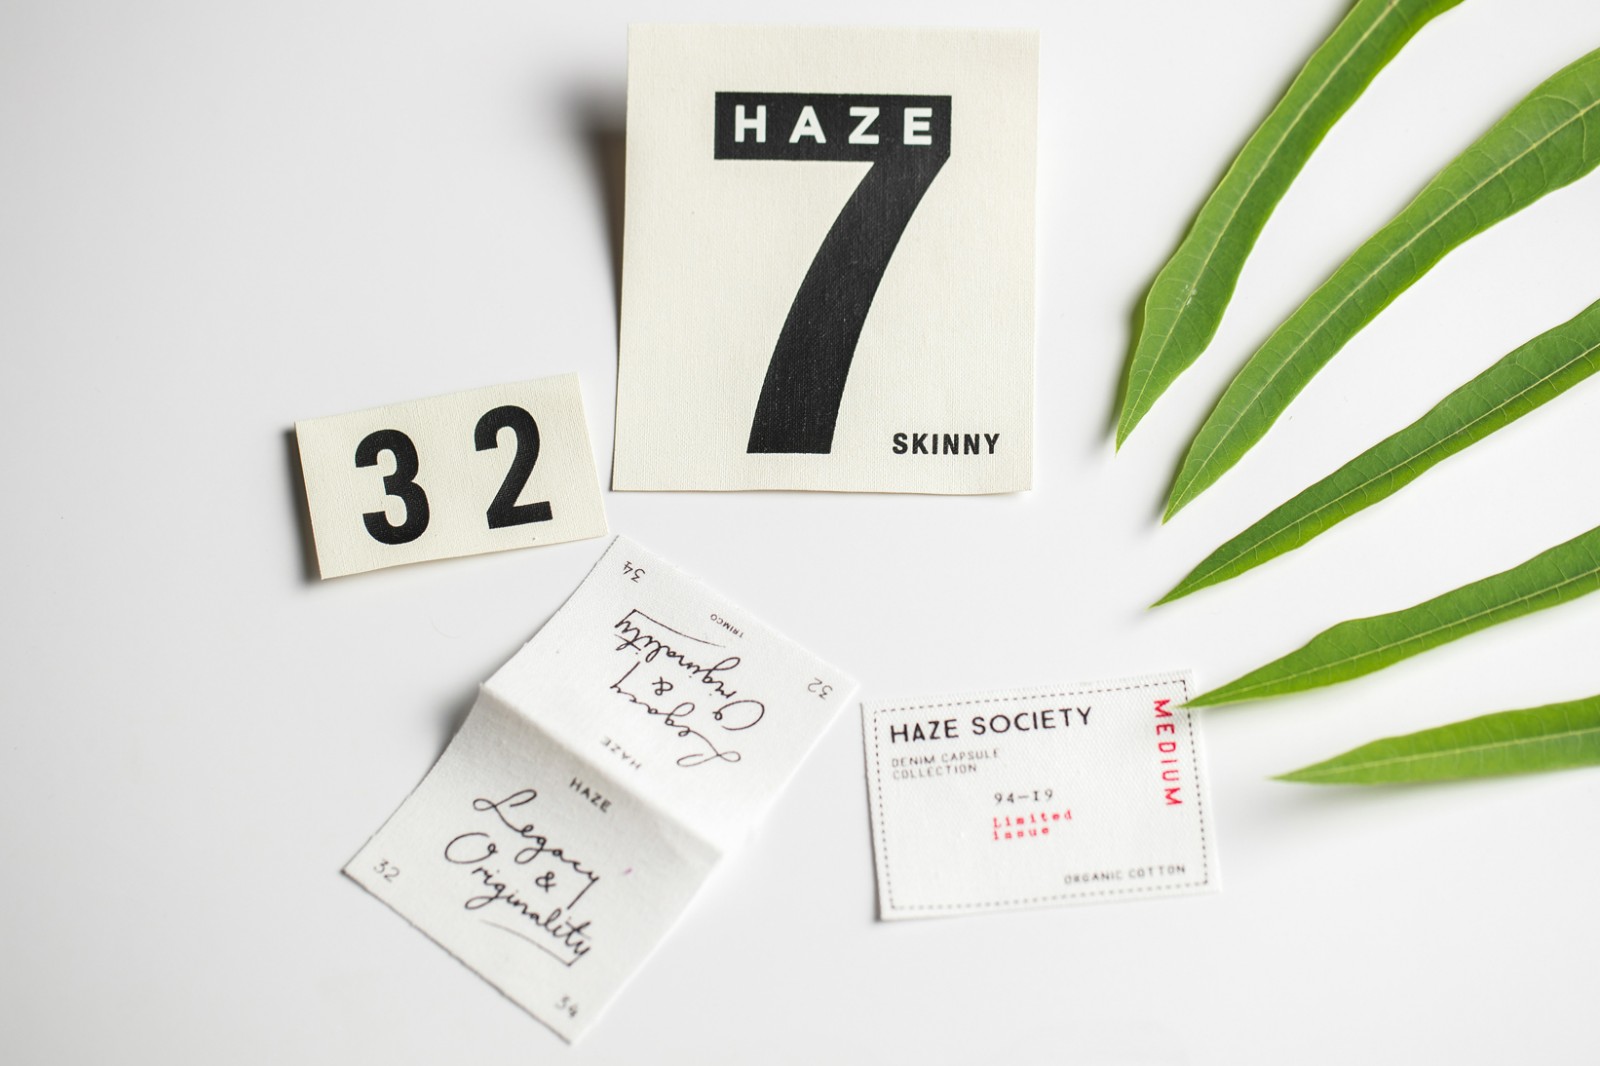 HAZE
7
SKINNY
32
34
TRIMCO
Legacy
&
Originality
32
HAZE
HAZE
Legacy
&
Originality
32
34
HAZE SOCIETY
MEDIUM
DENIM CAPSULE
COLLECTION
94-19
Limited
issue
ORGANIC COTTON